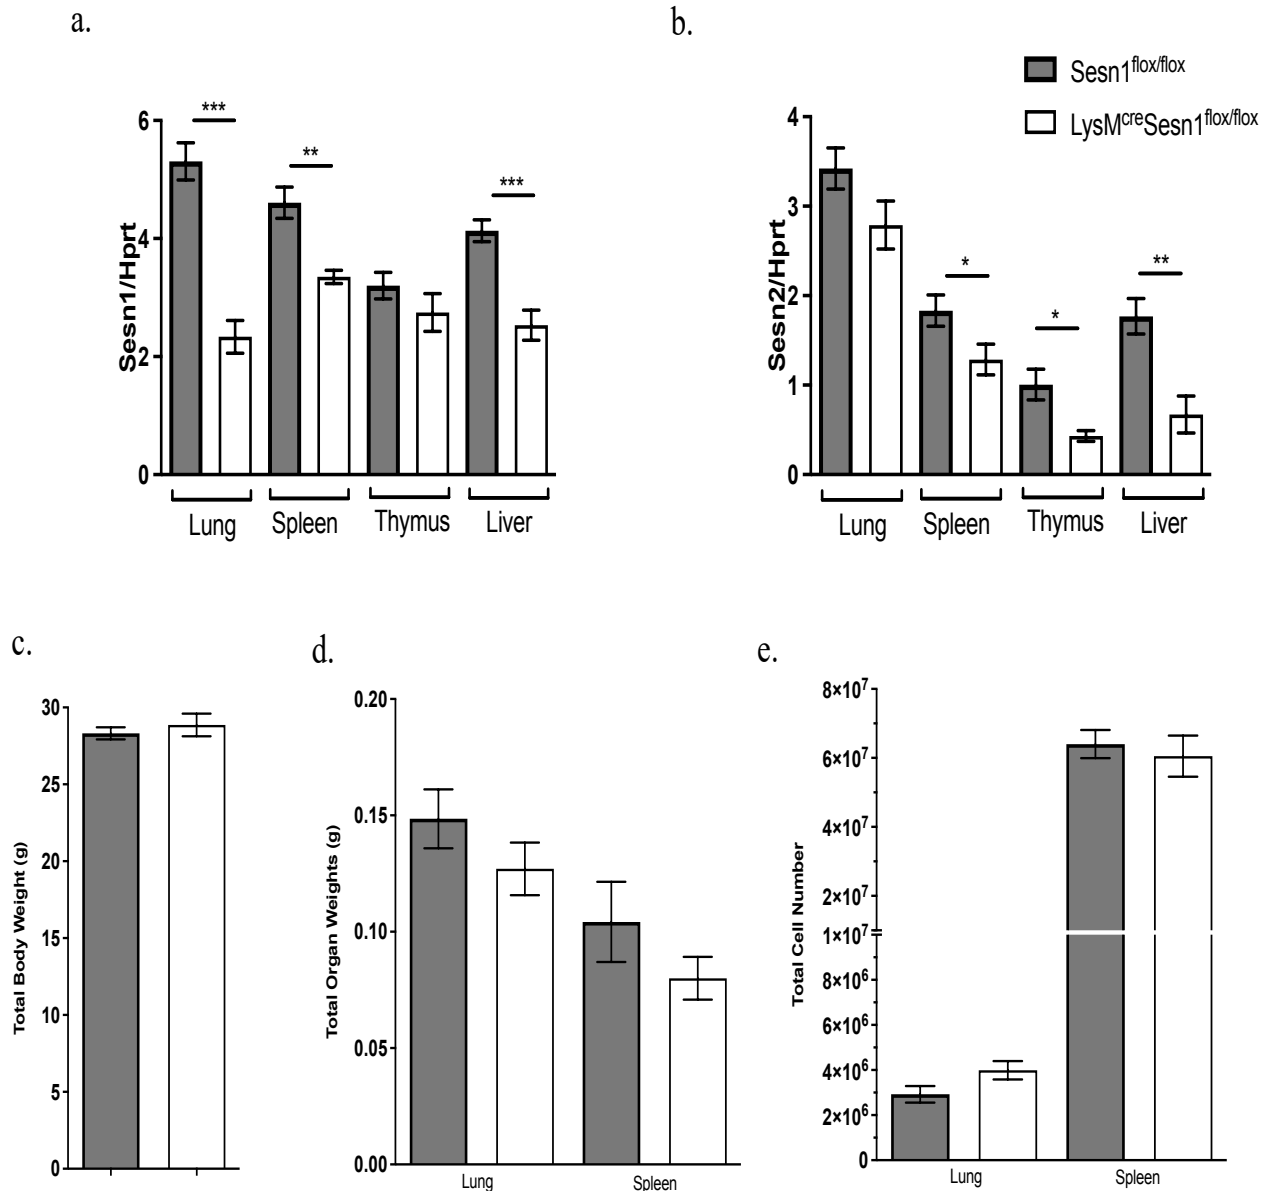 a.
Sesn1/Hprt
6
4
2
0
***
**
***
Lung Spleen Thymus Liver
b.
Sesn1flox/flox
LysMcreSesn1flox/flox
Sesn2/Hprt
4
3
2
1
0
*
*
**
Lung Spleen Thymus Liver
c.
Total Body Weight (g)
30
25
20
15
10
5
0
d.
Total Organ Weights (g)
0.20
0.15
0.10
0.05
0.00
Lung Spleen
e.
Total Cell Number
8×10⁷
6×10⁷
4×10⁷
2×10⁷
1×10⁷
8×10⁶
6×10⁶
4×10⁶
2×10⁶
0
Lung Spleen